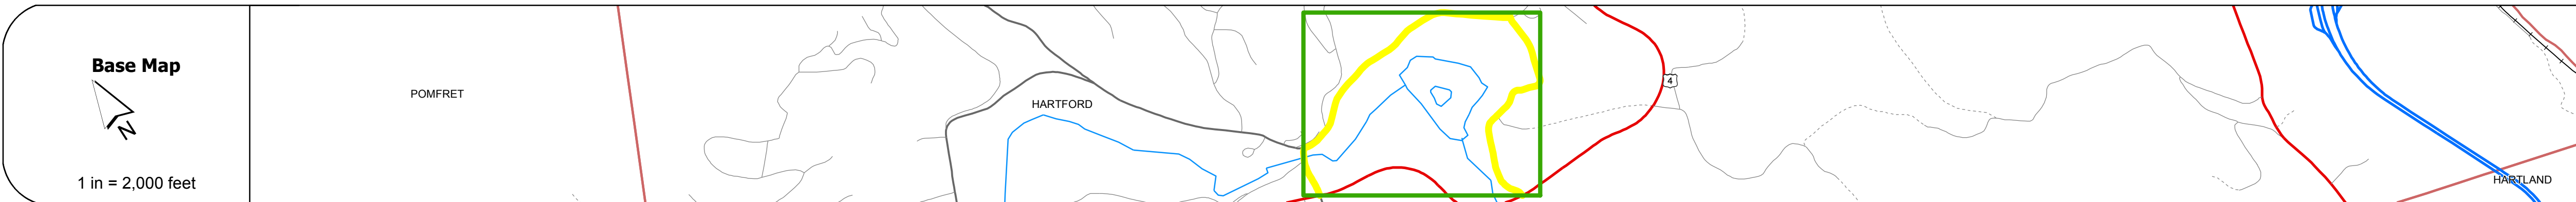 Base Map
N
1 in = 2,000 feet
POMFRET
HARTFORD
4
HARTLAND